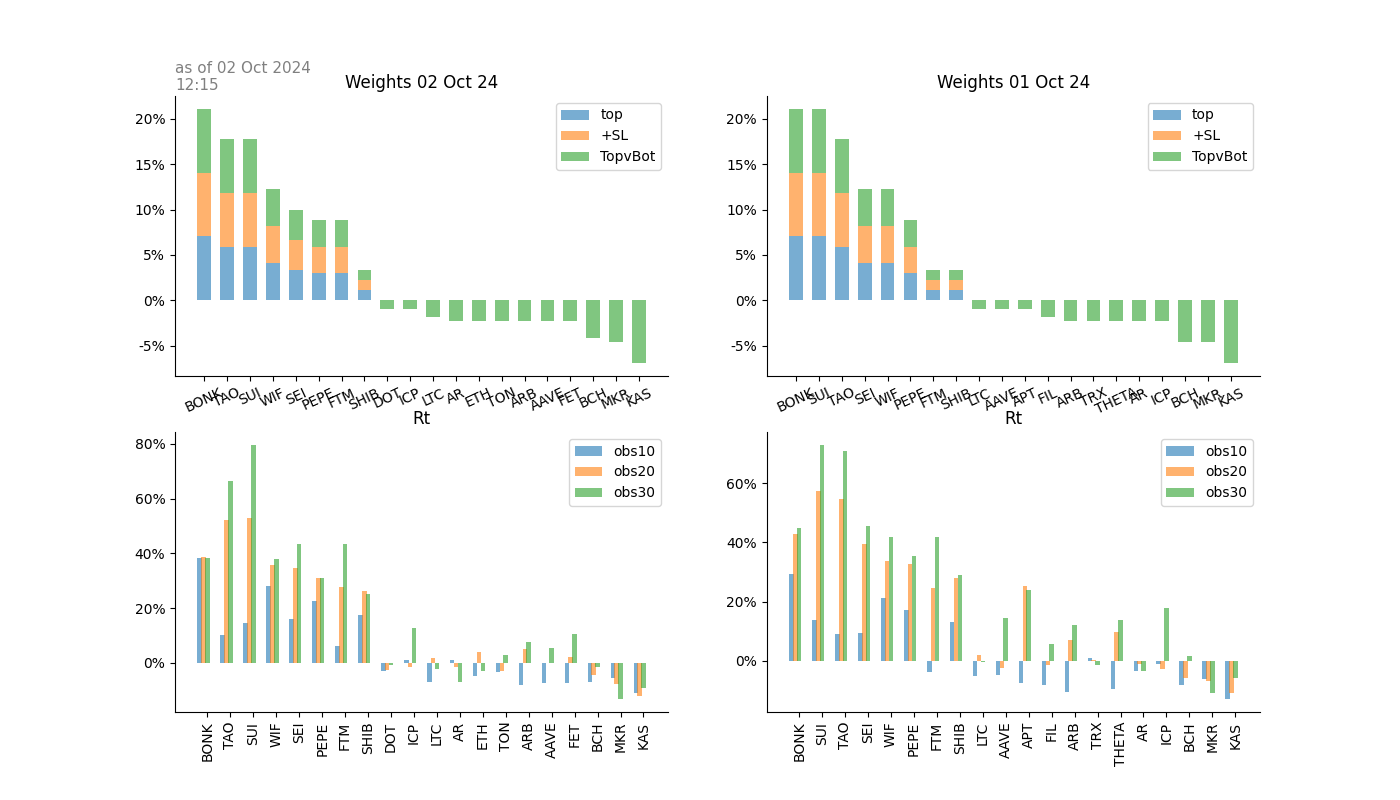 as of 02 Oct 2024
12:15
Weights 02 Oct 24
20%
15%
10%
5%
0%
-5%
top
+SL
TopvBot
BONK TAO SUI WIF SEI PEPE FTM SHIB DOT ICP LTC AR ETH TON ARB AAVE FET BCH MKR KAS
Weights 01 Oct 24
20%
15%
10%
5%
0%
-5%
top
+SL
TopvBot
BONK SUI TAO SEI WIF PEPE FTM SHIB LTC AAVE APT FIL ARB TRX THETA AR ICP BCH MKR KAS
Rt
80%
60%
40%
20%
0%
obs10
obs20
obs30
BONK TAO SUI WIF SEI PEPE FTM SHIB DOT ICP LTC AR ETH TON ARB AAVE FET BCH MKR KAS
Rt
60%
40%
20%
0%
obs10
obs20
obs30
BONK SUI TAO SEI WIF PEPE FTM SHIB LTC AAVE APT FIL ARB TRX THETA AR ICP BCH MKR KAS